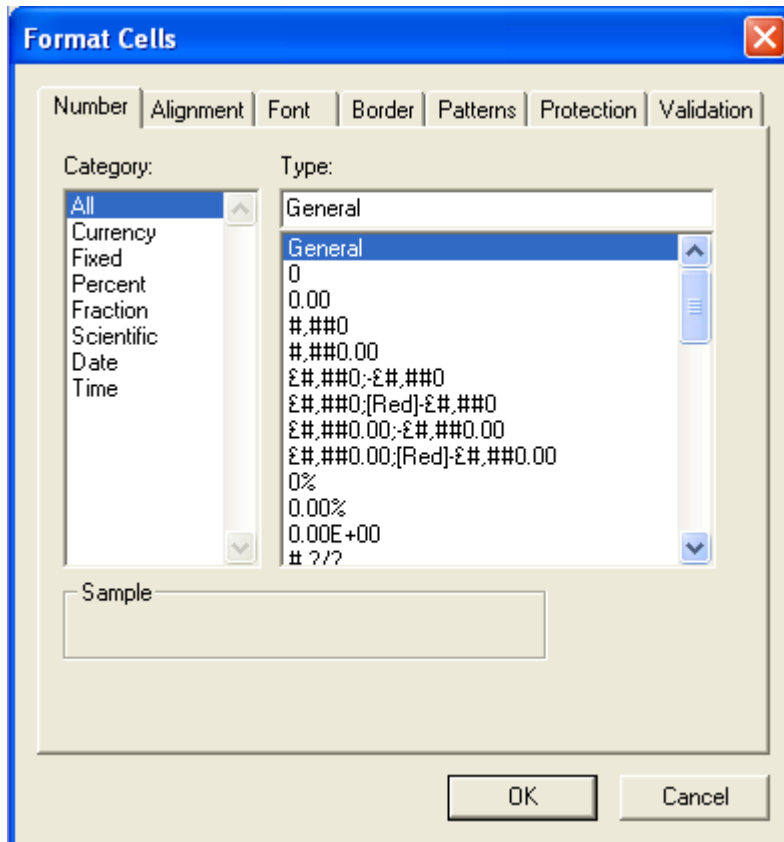 Format Cells
Number Alignment Font Border Patterns Protection Validation
Category:
All
Currency
Fixed
Percent
Fraction
Scientific
Date
Time
Type:
General
General
0
0.00
#,##0
#,##0.00
£#,##0;-£#,##0
£#,##0;[Red]-£#,##0
£#,##0.00;-£#,##0.00
£#,##0.00;[Red]-£#,##0.00
0%
0.00%
0.00E+00
# ?/?
Sample
OK Cancel